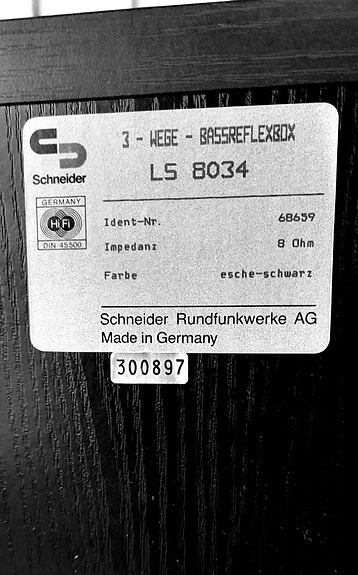 3 - WEGE - BASSREFLEXBOX
LS 8034
Schneider
GERMANY
HiFi
DIN 45500
Ident-Nr. 68659
Impedanz 8 Ohm
Farbe esche-schwarz
Schneider Rundfunkwerke AG
Made in Germany
300897